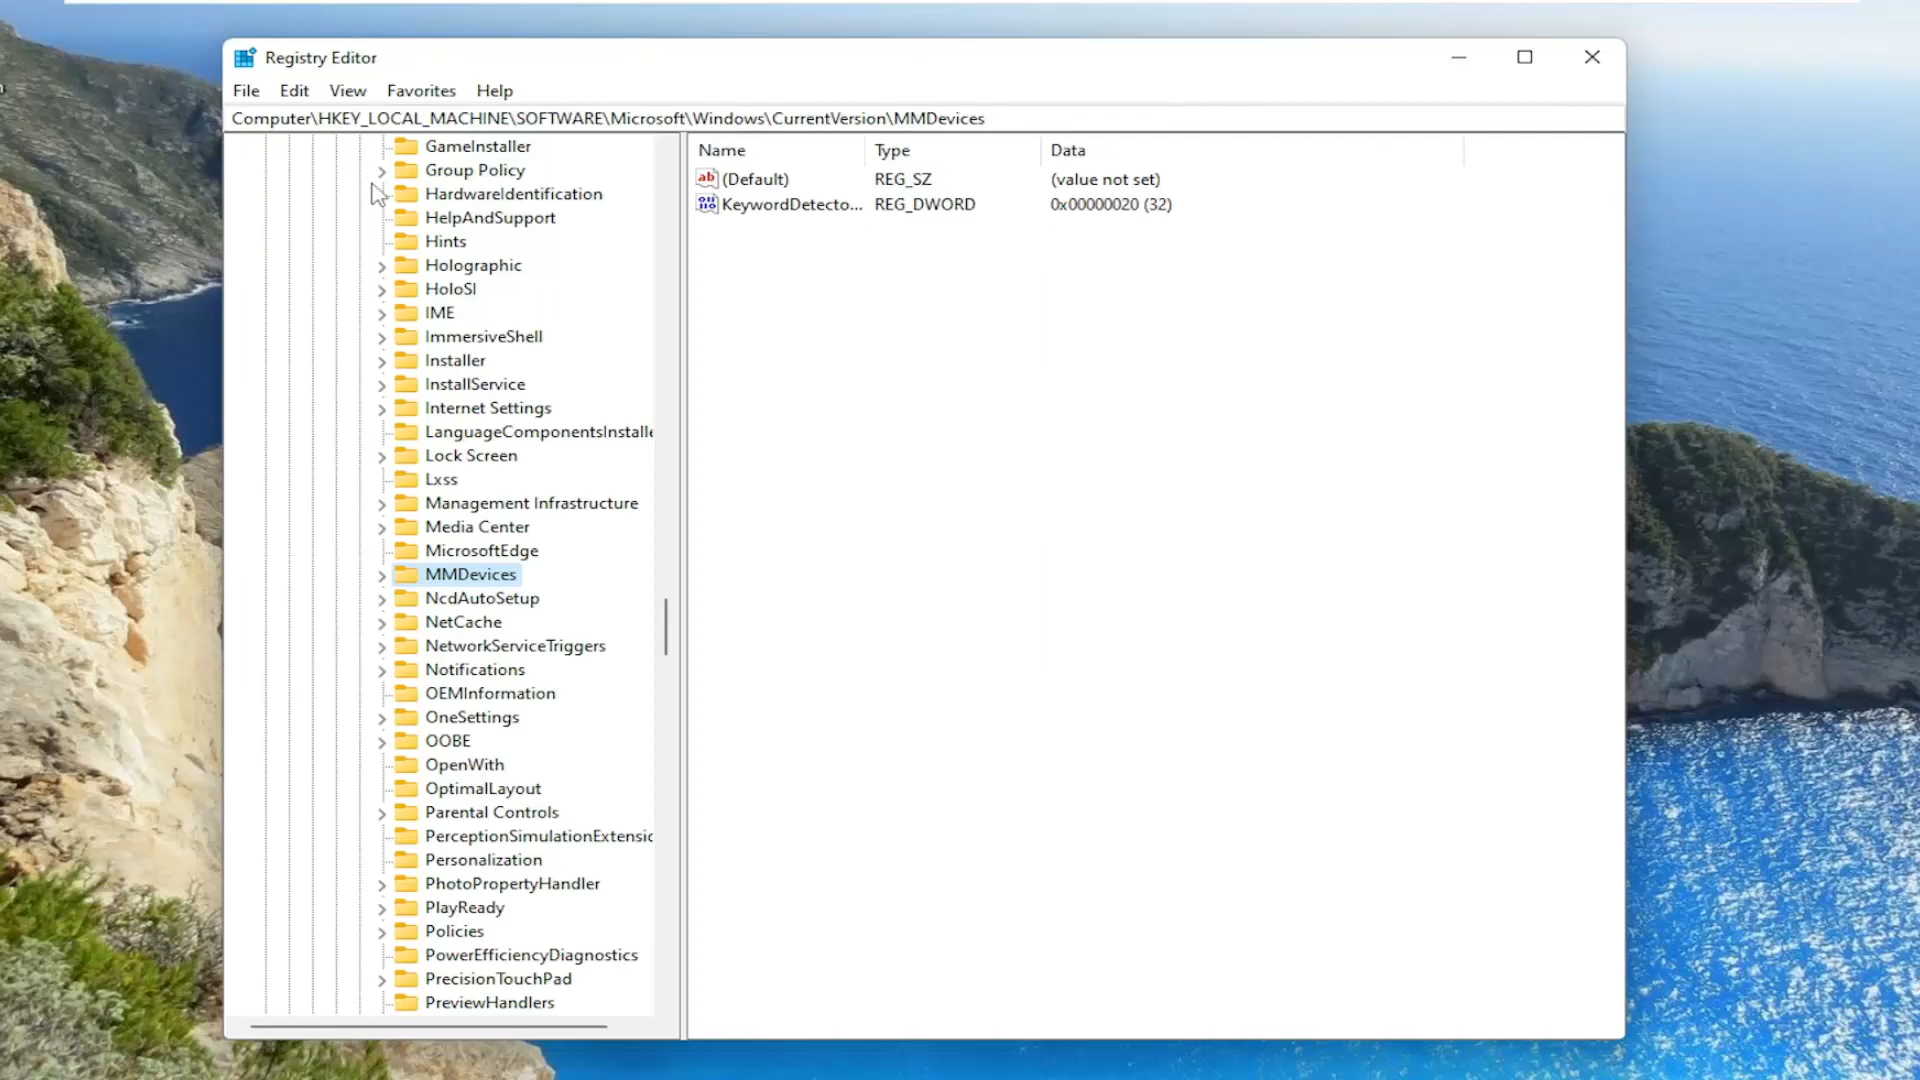 Registry Editor
File Edit View Favorites Help
Computer\HKEY_LOCAL_MACHINE\SOFTWARE\Microsoft\Windows\CurrentVersion\MMDevices
GameInstaller
Group Policy
HardwareIdentification
HelpAndSupport
Hints
Holographic
HoloSI
IME
ImmersiveShell
Installer
InstallService
Internet Settings
LanguageComponentsInstalle
Lock Screen
Lxss
Management Infrastructure
Media Center
MicrosoftEdge
MMDevices
NcdAutoSetup
NetCache
NetworkServiceTriggers
Notifications
OEMInformation
OneSettings
OOBE
OpenWith
OptimalLayout
Parental Controls
PerceptionSimulationExtensio
Personalization
PhotoPropertyHandler
PlayReady
Policies
PowerEfficiencyDiagnostics
PrecisionTouchPad
PreviewHandlers
Name Type Data
(Default) REG_SZ (value not set)
KeywordDetecto... REG_DWORD 0x00000020 (32)